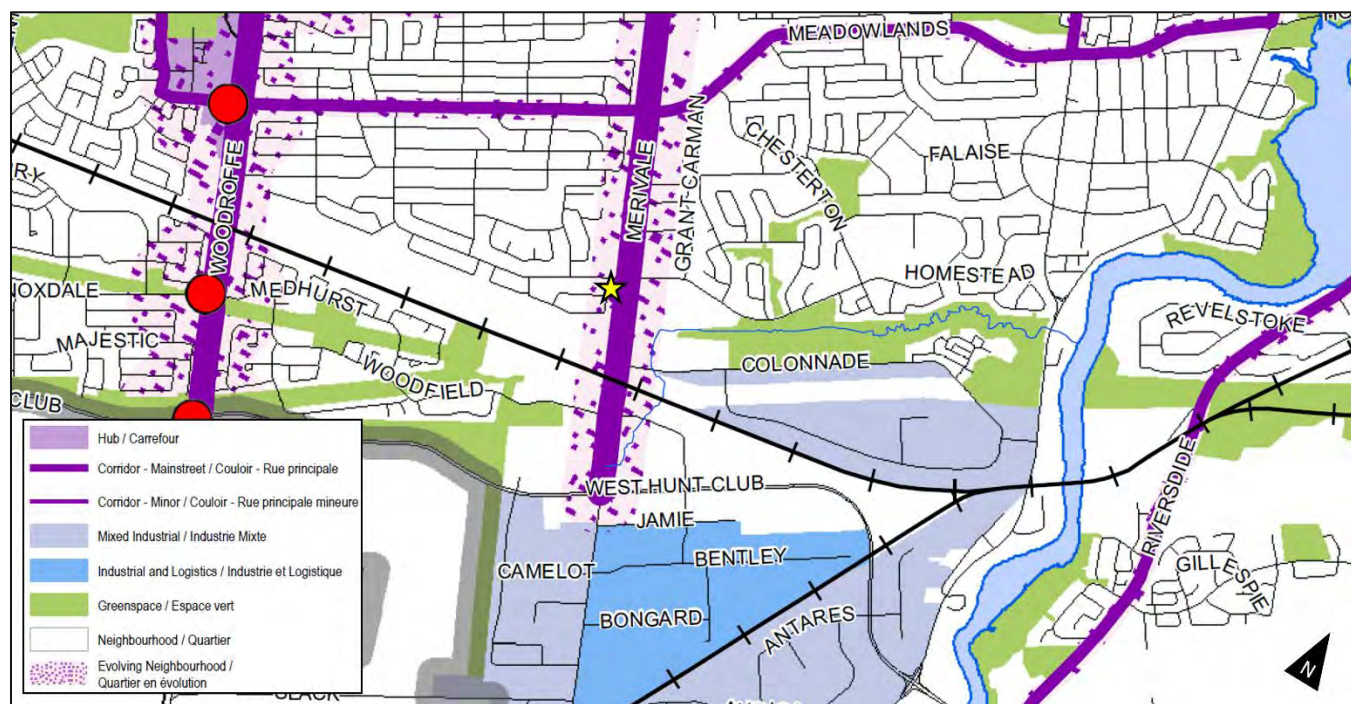 MEADOWLANDS
WOODROFFE
MERIVALE
GRANT-CARMAN
CHESTERTON
FALAISE
RY
NOXDALE
MEDHURST
HOMESTEAD
REVELSTOKE
MAJESTIC
WOODFIELD
COLONNADE
CLUB
WEST HUNT CLUB
JAMIE
CAMELOT
BENTLEY
BONGARD
ANTARES
RIVERSDIDE
GILLESPIE
Hub / Carrefour
Corridor - Mainstreet / Couloir - Rue principale
Corridor - Minor / Couloir - Rue principale mineure
Mixed Industrial / Industrie Mixte
Industrial and Logistics / Industrie et Logistique
Greenspace / Espace vert
Neighbourhood / Quartier
Evolving Neighbourhood /
Quartier en évolution
SLACK
N